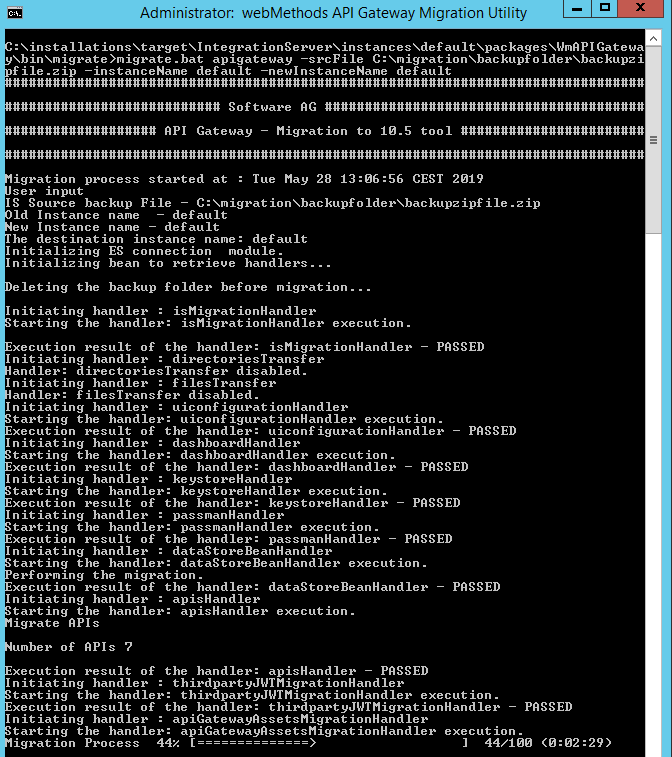 Administrator: webMethods API Gateway Migration Utility
C:\installations\target\IntegrationServer\instances\default\packages\WmAPIGatewa
y\bin\migrate>migrate.bat apigateway -srcFile C:\migration\backupfolder\backupzi
pfile.zip -instanceName default -newInstanceName default
################################################################################
########################### Software AG ########################################
################### API Gateway - Migration to 10.5 tool #######################
################################################################################
Migration process started at : Tue May 28 13:06:56 CEST 2019
User input
IS Source backup File - C:\migration\backupfolder\backupzipfile.zip
Old Instance name  - default
New Instance name - default
The destination instance name: default
Initializing ES connection  module.
Initializing bean to retrieve handlers...
Deleting the backup folder before migration...
Initiating handler : isMigrationHandler
Starting the handler: isMigrationHandler execution.
Execution result of the handler: isMigrationHandler - PASSED
Initiating handler : directoriesTransfer
Handler: directoriesTransfer disabled.
Initiating handler : filesTransfer
Handler: filesTransfer disabled.
Initiating handler : uiconfigurationHandler
Starting the handler: uiconfigurationHandler execution.
Execution result of the handler: uiconfigurationHandler - PASSED
Initiating handler : dashboardHandler
Starting the handler: dashboardHandler execution.
Execution result of the handler: dashboardHandler - PASSED
Initiating handler : keystoreHandler
Starting the handler: keystoreHandler execution.
Execution result of the handler: keystoreHandler - PASSED
Initiating handler : passmanHandler
Starting the handler: passmanHandler execution.
Execution result of the handler: passmanHandler - PASSED
Initiating handler : dataStoreBeanHandler
Starting the handler: dataStoreBeanHandler execution.
Performing the migration.
Execution result of the handler: dataStoreBeanHandler - PASSED
Initiating handler : apisHandler
Starting the handler: apisHandler execution.
Migrate APIs
Number of APIs 7
Execution result of the handler: apisHandler - PASSED
Initiating handler : thirdpartyJWTMigrationHandler
Starting the handler: thirdpartyJWTMigrationHandler execution.
Execution result of the handler: thirdpartyJWTMigrationHandler - PASSED
Initiating handler : apiGatewayAssetsMigrationHandler
Starting the handler: apiGatewayAssetsMigrationHandler execution.
Migration Process  44% [==============>                  ]  44/100 (0:02:29)